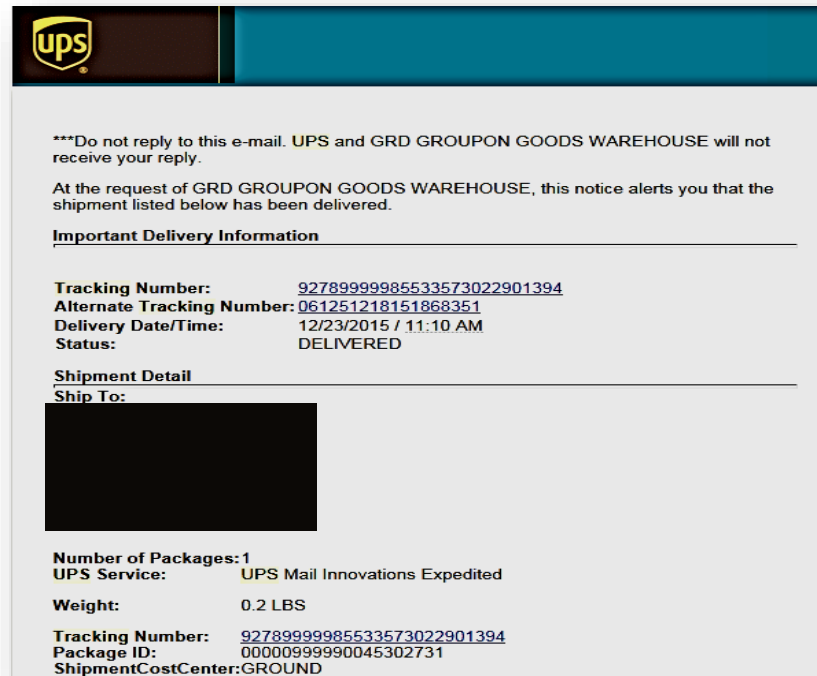 ups
***Do not reply to this e-mail. UPS and GRD GROUPON GOODS WAREHOUSE will not
receive your reply.
At the request of GRD GROUPON GOODS WAREHOUSE, this notice alerts you that the
shipment listed below has been delivered.
Important Delivery Information
Tracking Number: 92789999985533573022901394
Alternate Tracking Number: 061251218151868351
Delivery Date/Time: 12/23/2015 / 11:10 AM
Status: DELIVERED
Shipment Detail
Ship To:
Number of Packages:1
UPS Service: UPS Mail Innovations Expedited
Weight: 0.2 LBS
Tracking Number: 92789999985533573022901394
Package ID: 00000999990045302731
ShipmentCostCenter:GROUND